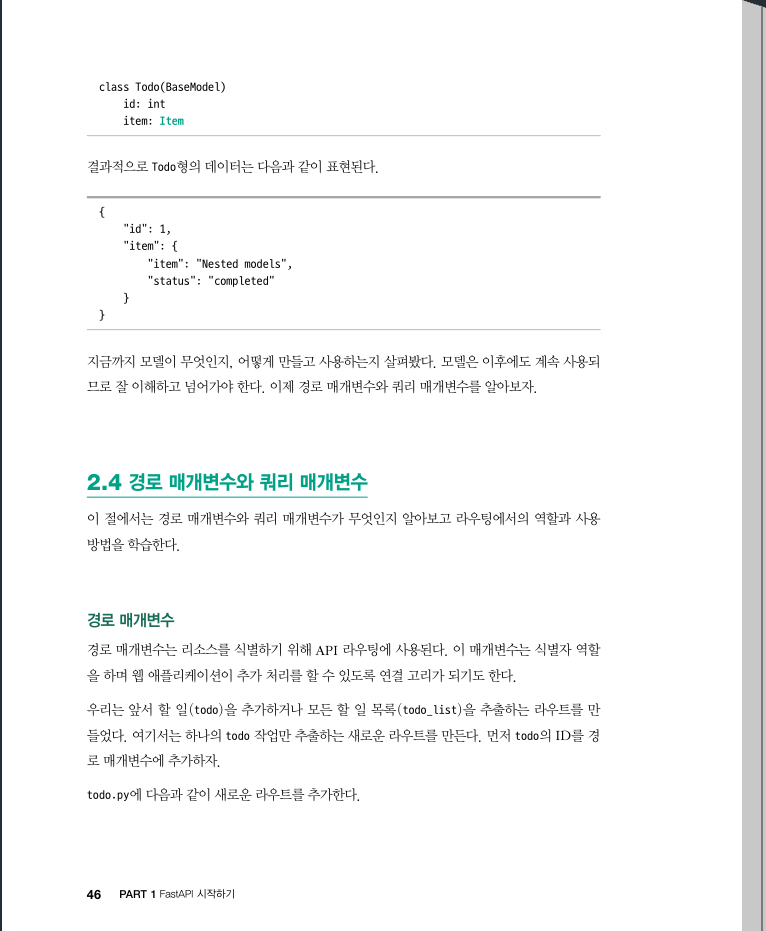 class Todo(BaseModel)
    id: int
    item: Item
결과적으로 Todo형의 데이터는 다음과 같이 표현된다.
{
    "id": 1,
    "item": {
        "item": "Nested models",
        "status": "completed"
    }
}
지금까지 모델이 무엇인지, 어떻게 만들고 사용하는지 살펴봤다. 모델은 이후에도 계속 사용되
므로 잘 이해하고 넘어가야 한다. 이제 경로 매개변수와 쿼리 매개변수를 알아보자.
2.4 경로 매개변수와 쿼리 매개변수
이 절에서는 경로 매개변수와 쿼리 매개변수가 무엇인지 알아보고 라우팅에서의 역할과 사용
방법을 학습한다.
경로 매개변수
경로 매개변수는 리소스를 식별하기 위해 API 라우팅에 사용된다. 이 매개변수는 식별자 역할
을 하며 웹 애플리케이션이 추가 처리를 할 수 있도록 연결 고리가 되기도 한다.
우리는 앞서 할 일(todo)을 추가하거나 모든 할 일 목록(todo_list)을 추출하는 라우트를 만
들었다. 여기서는 하나의 todo 작업만 추출하는 새로운 라우트를 만든다. 먼저 todo의 ID를 경
로 매개변수에 추가하자.
todo.py에 다음과 같이 새로운 라우트를 추가한다.
46 PART 1 FastAPI 시작하기